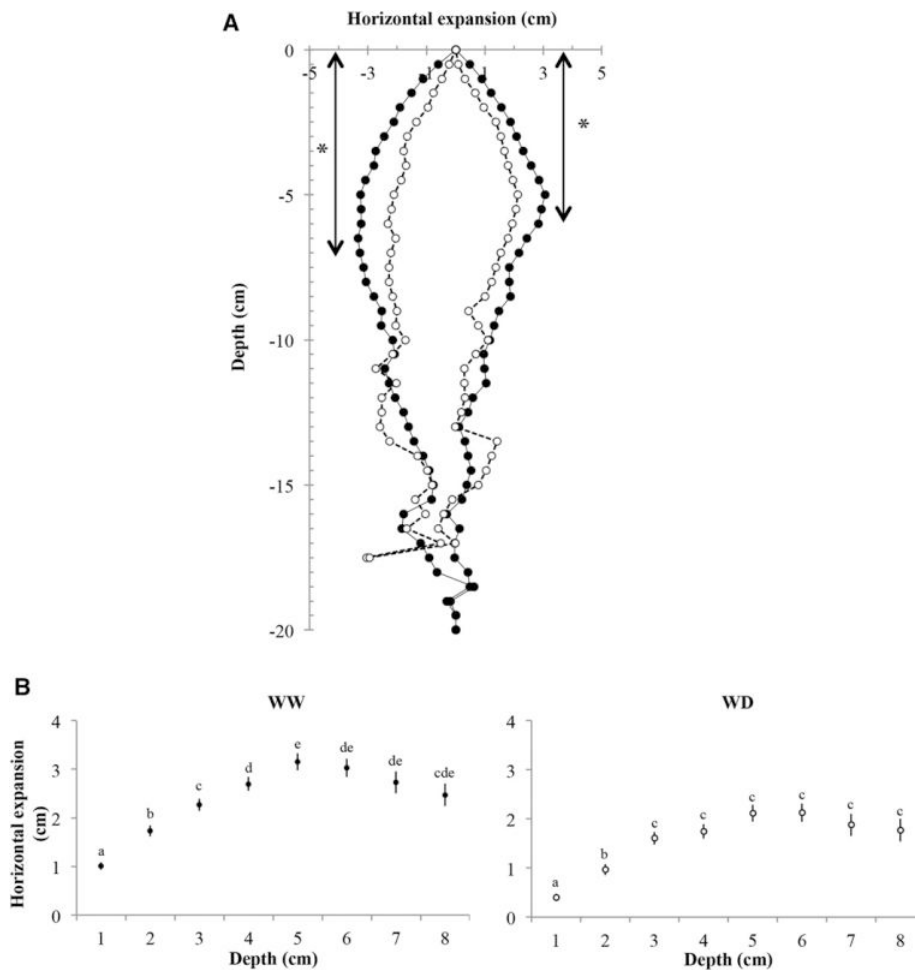 A
Horizontal expansion (cm)
0
-5 -3 -1 1 3 5
*
*
-5
Depth (cm)
-10
-15
-20
B
WW
WD
Horizontal expansion
(cm)
4
3
2
1
0
a b c d e de de cde
1 2 3 4 5 6 7 8
Depth (cm)
4
3
2
1
0
a b c c c c c c
1 2 3 4 5 6 7 8
Depth (cm)